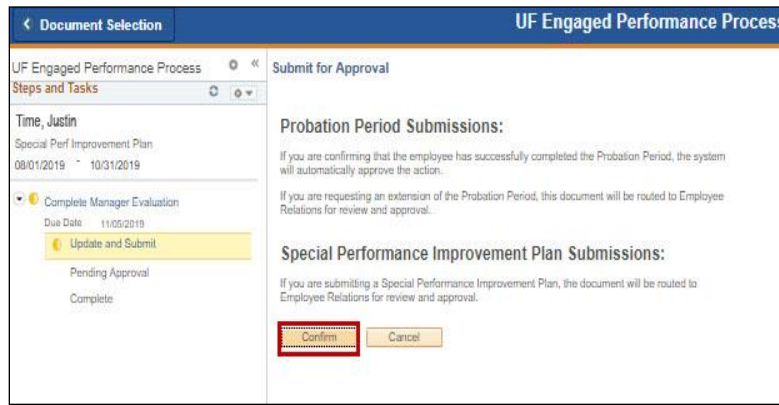 Document Selection
UF Engaged Performance Process
UF Engaged Performance Process
Steps and Tasks
Time, Justin
Special Perf Improvement Plan
08/01/2019 - 10/31/2019
Complete Manager Evaluation
Due Date 11/05/2019
Update and Submit
Pending Approval
Complete
Submit for Approval
Probation Period Submissions:
If you are confirming that the employee has successfully completed the Probation Period, the system
will automatically approve the action.
If you are requesting an extension of the Probation Period, this document will be routed to Employee
Relations for review and approval.
Special Performance Improvement Plan Submissions:
If you are submitting a Special Performance Improvement Plan, the document will be routed to
Employee Relations for review and approval.
Confirm Cancel